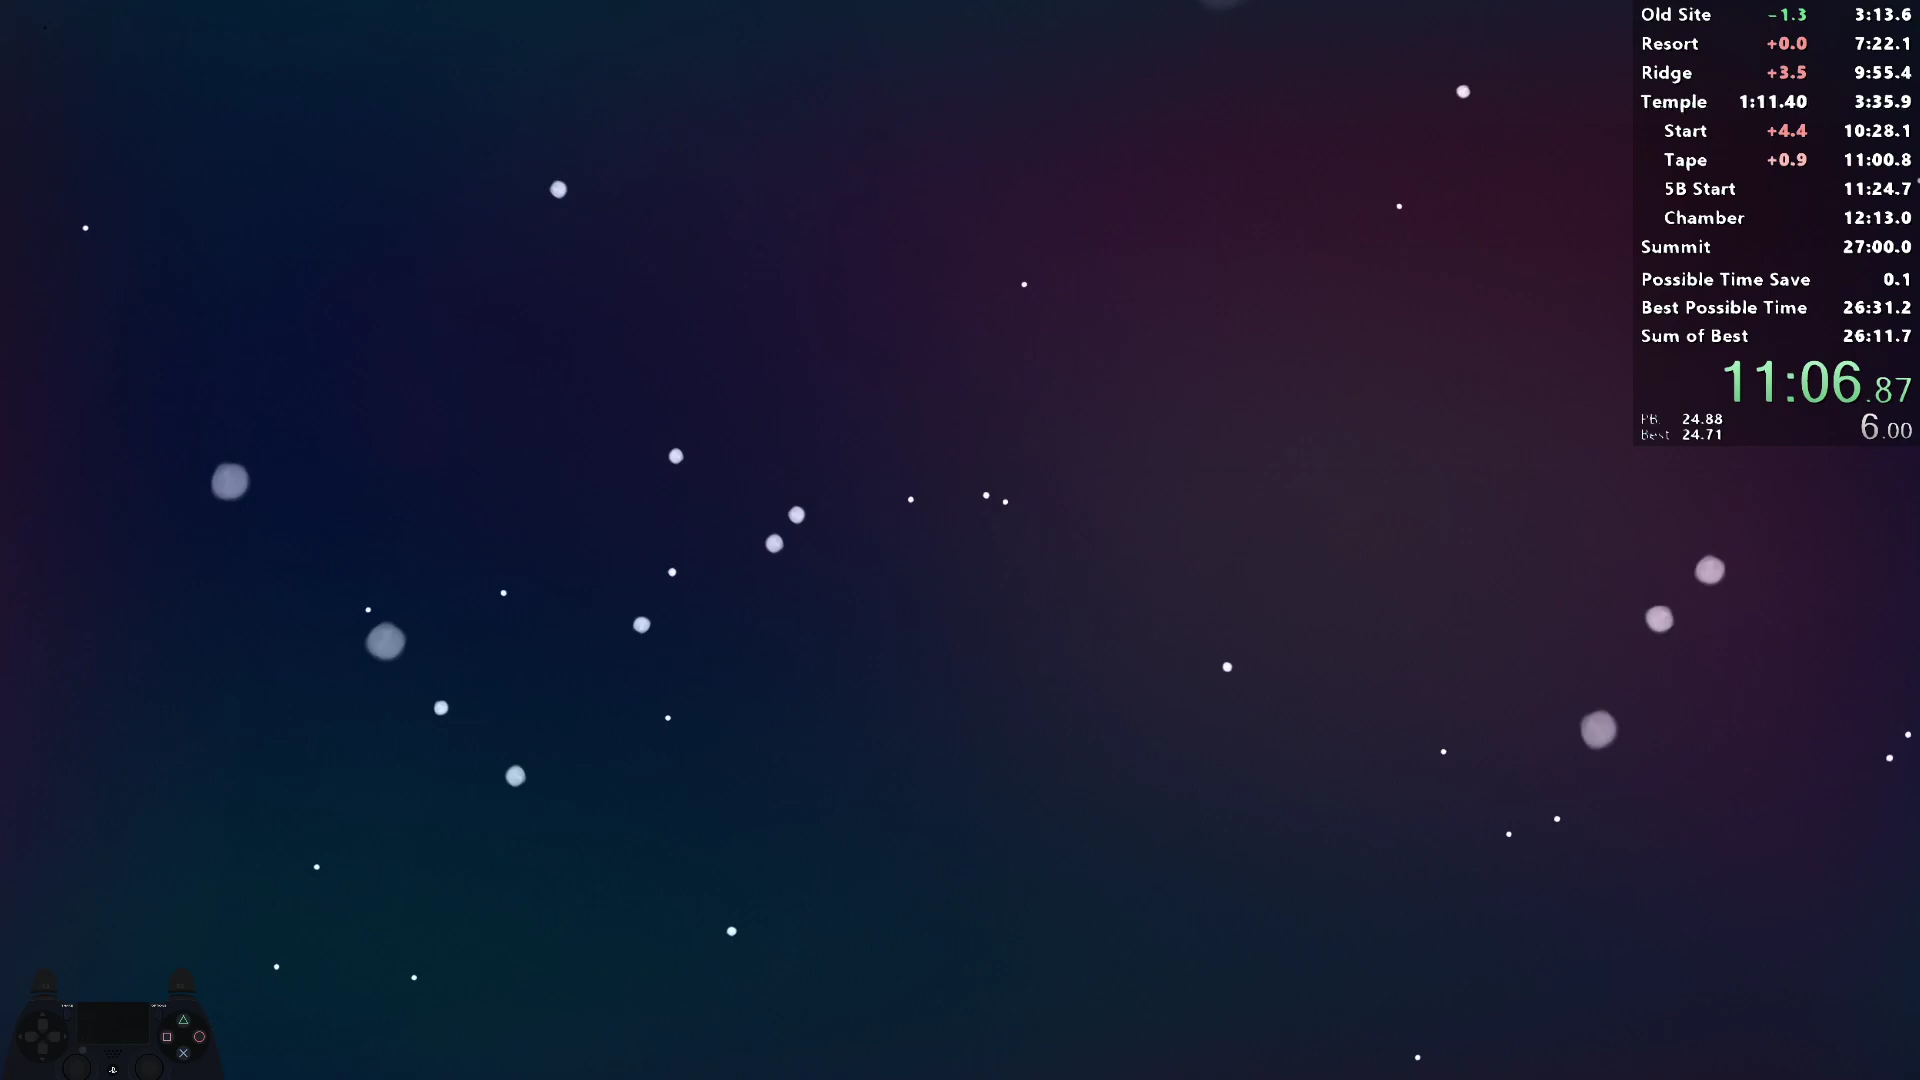 Old Site -1.3 3:13.6
Resort +0.0 7:22.1
Ridge +3.5 9:55.4
Temple 1:11.40 3:35.9
Start +4.4 10:28.1
Tape +0.9 11:00.8
5B Start 11:24.7
Chamber 12:13.0
Summit 27:00.0
Possible Time Save 0.1
Best Possible Time 26:31.2
Sum of Best 26:11.7
11:06.87
PB: 24.88
Best 24.71
6.00